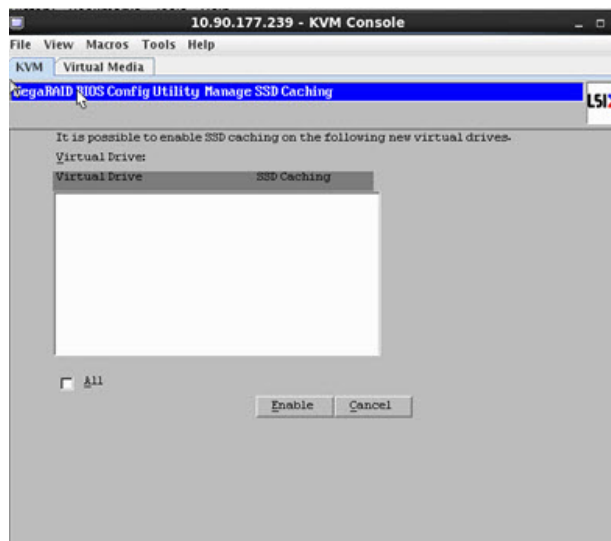 10.90.177.239 - KVM Console
File View Macros Tools Help
KVM Virtual Media
MegaRAID BIOS Config Utility Manage SSD Caching
LSI
It is possible to enable SSD caching on the following new virtual drives.
Virtual Drive:
Virtual Drive SSD Caching
All
Enable Cancel